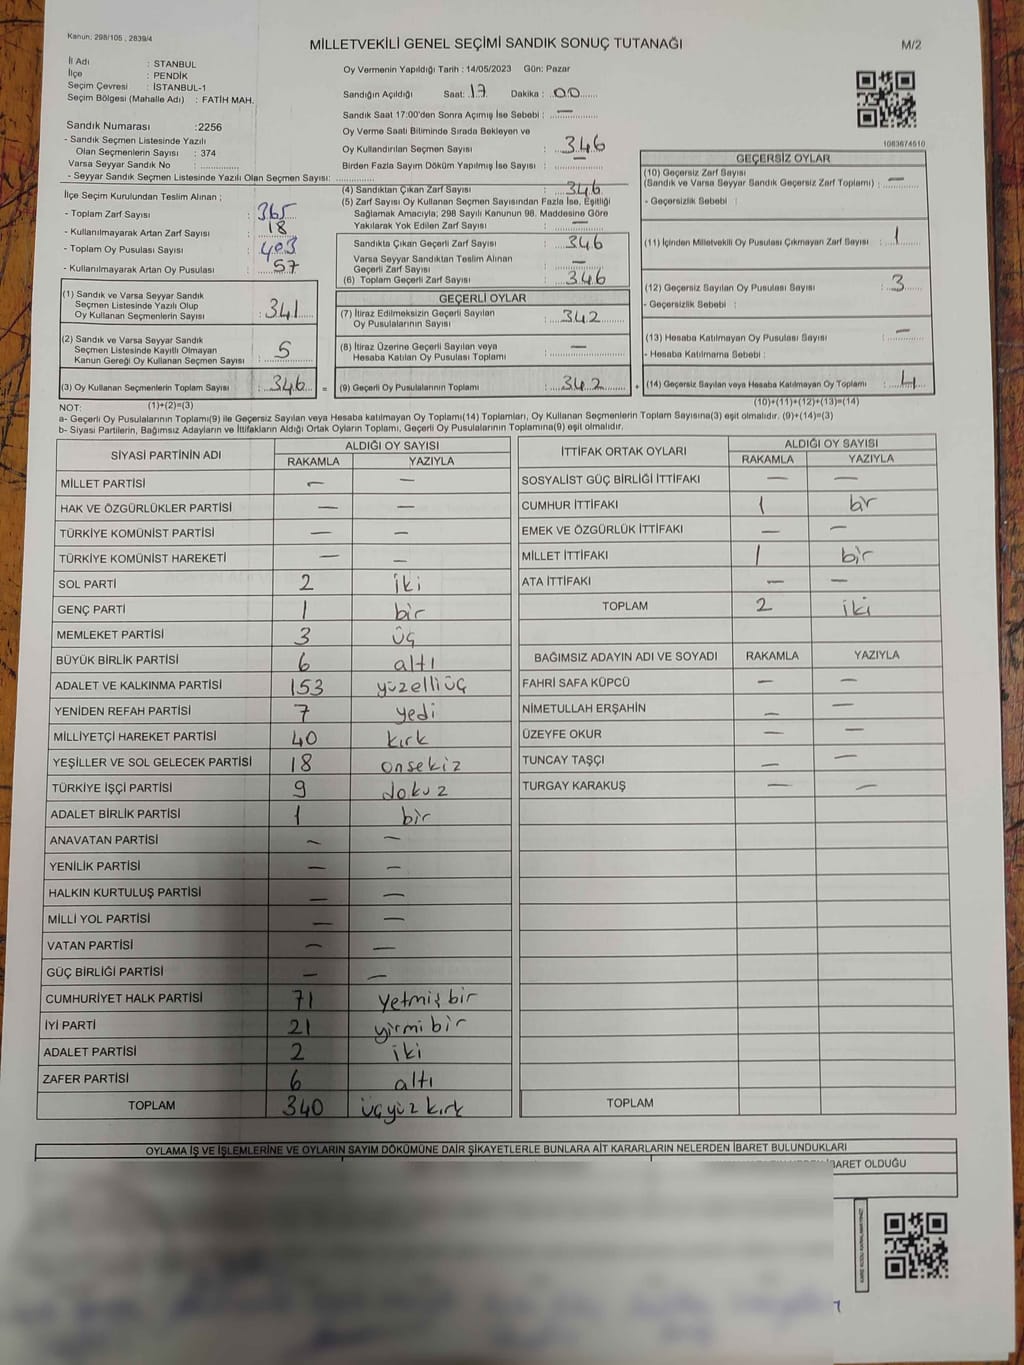 Kanun: 298/105 , 2839/4
MİLLETVEKİLİ GENEL SEÇİMİ SANDIK SONUÇ TUTANAĞI
M/2
İl Adı : STANBUL
İlçe : PENDİK
Seçim Çevresi : İSTANBUL-1
Seçim Bölgesi (Mahalle Adı) : FATİH MAH.
Sandık Numarası :2256
- Sandık Seçmen Listesinde Yazılı
Olan Seçmenlerin Sayısı : 374
Varsa Seyyar Sandık No :
- Seyyar Sandık Seçmen Listesinde Yazılı Olan Seçmen Sayısı:
Oy Vermenin Yapıldığı Tarih : 14/05/2023 Gün: Pazar
Sandığın Açıldığı Saat: 17 Dakika : 00
Sandık Saat 17:00'den Sonra Açımış İse Sebebi : —
Oy Verme Saati Bitiminde Sırada Bekleyen ve
Oy Kullandırılan Seçmen Sayısı : 346
Birden Fazla Sayım Döküm Yapılmış İse Sayısı : —
1083674510
İlçe Seçim Kurulundan Teslim Alınan ;
- Toplam Zarf Sayısı : 365
- Kullanılmayarak Artan Zarf Sayısı : 18
- Toplam Oy Pusulası Sayısı : 403
- Kullanılmayarak Artan Oy Pusulası : 57
(4) Sandıktan Çıkan Zarf Sayısı : 346
(5) Zarf Sayısı Oy Kullanan Seçmen Sayısından Fazla İse, Eşitliği
Sağlamak Amacıyla; 298 Sayılı Kanunun 98. Maddesine Göre
Yakılarak Yok Edilen Zarf Sayısı : —
Sandıkta Çıkan Geçerli Zarf Sayısı : 346
Varsa Seyyar Sandıktan Teslim Alınan
Geçerli Zarf Sayısı : —
(6) Toplam Geçerli Zarf Sayısı : 346
GEÇERSİZ OYLAR
(10) Geçersiz Zarf Sayısı
(Sandık ve Varsa Seyyar Sandık Geçersiz Zarf Toplamı) : —
- Geçersizlik Sebebi :
(11) İçinden Milletvekili Oy Pusulası Çıkmayan Zarf Sayısı : 1
(12) Geçersiz Sayılan Oy Pusulası Sayısı : 3
- Geçersizlik Sebebi :
(13) Hesaba Katılmayan Oy Pusulası Sayısı : —
- Hesaba Katılmama Sebebi :
(14) Geçersiz Sayılan veya Hesaba Katılmayan Oy Toplamı : 4
(10)+(11)+(12)+(13)=(14)
(1) Sandık ve Varsa Seyyar Sandık
Seçmen Listesinde Yazılı Olup
Oy Kullanan Seçmenlerin Sayısı : 341
(2) Sandık ve Varsa Seyyar Sandık
Seçmen Listesinde Kayıtlı Olmayan
Kanun Gereği Oy Kullanan Seçmen Sayısı : 5
(3) Oy Kullanan Seçmenlerin Toplam Sayısı : 346 =
(1)+(2)=(3)
GEÇERLİ OYLAR
(7) İtiraz Edilmeksizin Geçerli Sayılan
Oy Pusulalarının Sayısı : 342
(8) İtiraz Üzerine Geçerli Sayılan veya
Hesaba Katılan Oy Pusulası Toplamı : —
(9) Geçerli Oy Pusulalarının Toplamı : 342 +
NOT:
a- Geçerli Oy Pusulalarının Toplamı(9) ile Geçersiz Sayılan veya Hesaba katılmayan Oy Toplamı(14) Toplamları, Oy Kullanan Seçmenlerin Toplam Sayısına(3) eşit olmalıdır. (9)+(14)=(3)
b- Siyasi Partilerin, Bağımsız Adayların ve İttifakların Aldığı Ortak Oyların Toplamı, Geçerli Oy Pusulalarının Toplamına(9) eşit olmalıdır.
SİYASİ PARTİNİN ADI ALDIĞI OY SAYISI
RAKAMLA YAZIYLA
MİLLET PARTİSİ — —
HAK VE ÖZGÜRLÜKLER PARTİSİ — —
TÜRKİYE KOMÜNİST PARTİSİ — —
TÜRKİYE KOMÜNİST HAREKETİ — —
SOL PARTİ 2 iki
GENÇ PARTİ 1 bir
MEMLEKET PARTİSİ 3 üç
BÜYÜK BİRLİK PARTİSİ 6 altı
ADALET VE KALKINMA PARTİSİ 153 yüzelliüç
YENİDEN REFAH PARTİSİ 7 yedi
MİLLİYETÇİ HAREKET PARTİSİ 40 kırk
YEŞİLLER VE SOL GELECEK PARTİSİ 18 onsekiz
TÜRKİYE İŞÇİ PARTİSİ 9 dokuz
ADALET BİRLİK PARTİSİ 1 bir
ANAVATAN PARTİSİ — —
YENİLİK PARTİSİ — —
HALKIN KURTULUŞ PARTİSİ — —
MİLLİ YOL PARTİSİ — —
VATAN PARTİSİ — —
GÜÇ BİRLİĞİ PARTİSİ — —
CUMHURİYET HALK PARTİSİ 71 yetmiş bir
İYİ PARTİ 21 yirmi bir
ADALET PARTİSİ 2 iki
ZAFER PARTİSİ 6 altı
TOPLAM 340 üçyüz kırk
İTTİFAK ORTAK OYLARI ALDIĞI OY SAYISI
RAKAMLA YAZIYLA
SOSYALİST GÜÇ BİRLİĞİ İTTİFAKI — —
CUMHUR İTTİFAKI 1 bir
EMEK VE ÖZGÜRLÜK İTTİFAKI — —
MİLLET İTTİFAKI 1 bir
ATA İTTİFAKI — —
TOPLAM 2 iki
BAĞIMSIZ ADAYIN ADI VE SOYADI RAKAMLA YAZIYLA
FAHRİ SAFA KÜPCÜ — —
NİMETULLAH ERŞAHİN — —
ÜZEYFE OKUR — —
TUNCAY TAŞÇI — —
TURGAY KARAKUŞ — —
TOPLAM
OYLAMA İŞ VE İŞLEMLERİNE VE OYLARIN SAYIM DÖKÜMÜNE DAİR ŞİKAYETLERLE BUNLARA AİT KARARLARIN NELERDEN İBARET BULUNDUKLARI
İBARET OLDUĞU